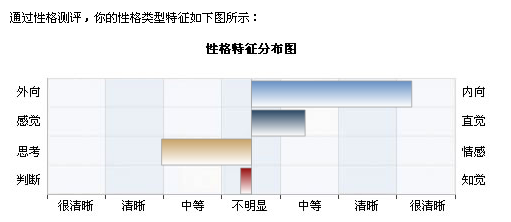 通过性格测评，你的性格类型特征如下图所示：
性格特征分布图
外向 内向
感觉 直觉
思考 情感
判断 知觉
很清晰 清晰 中等 不明显 中等 清晰 很清晰